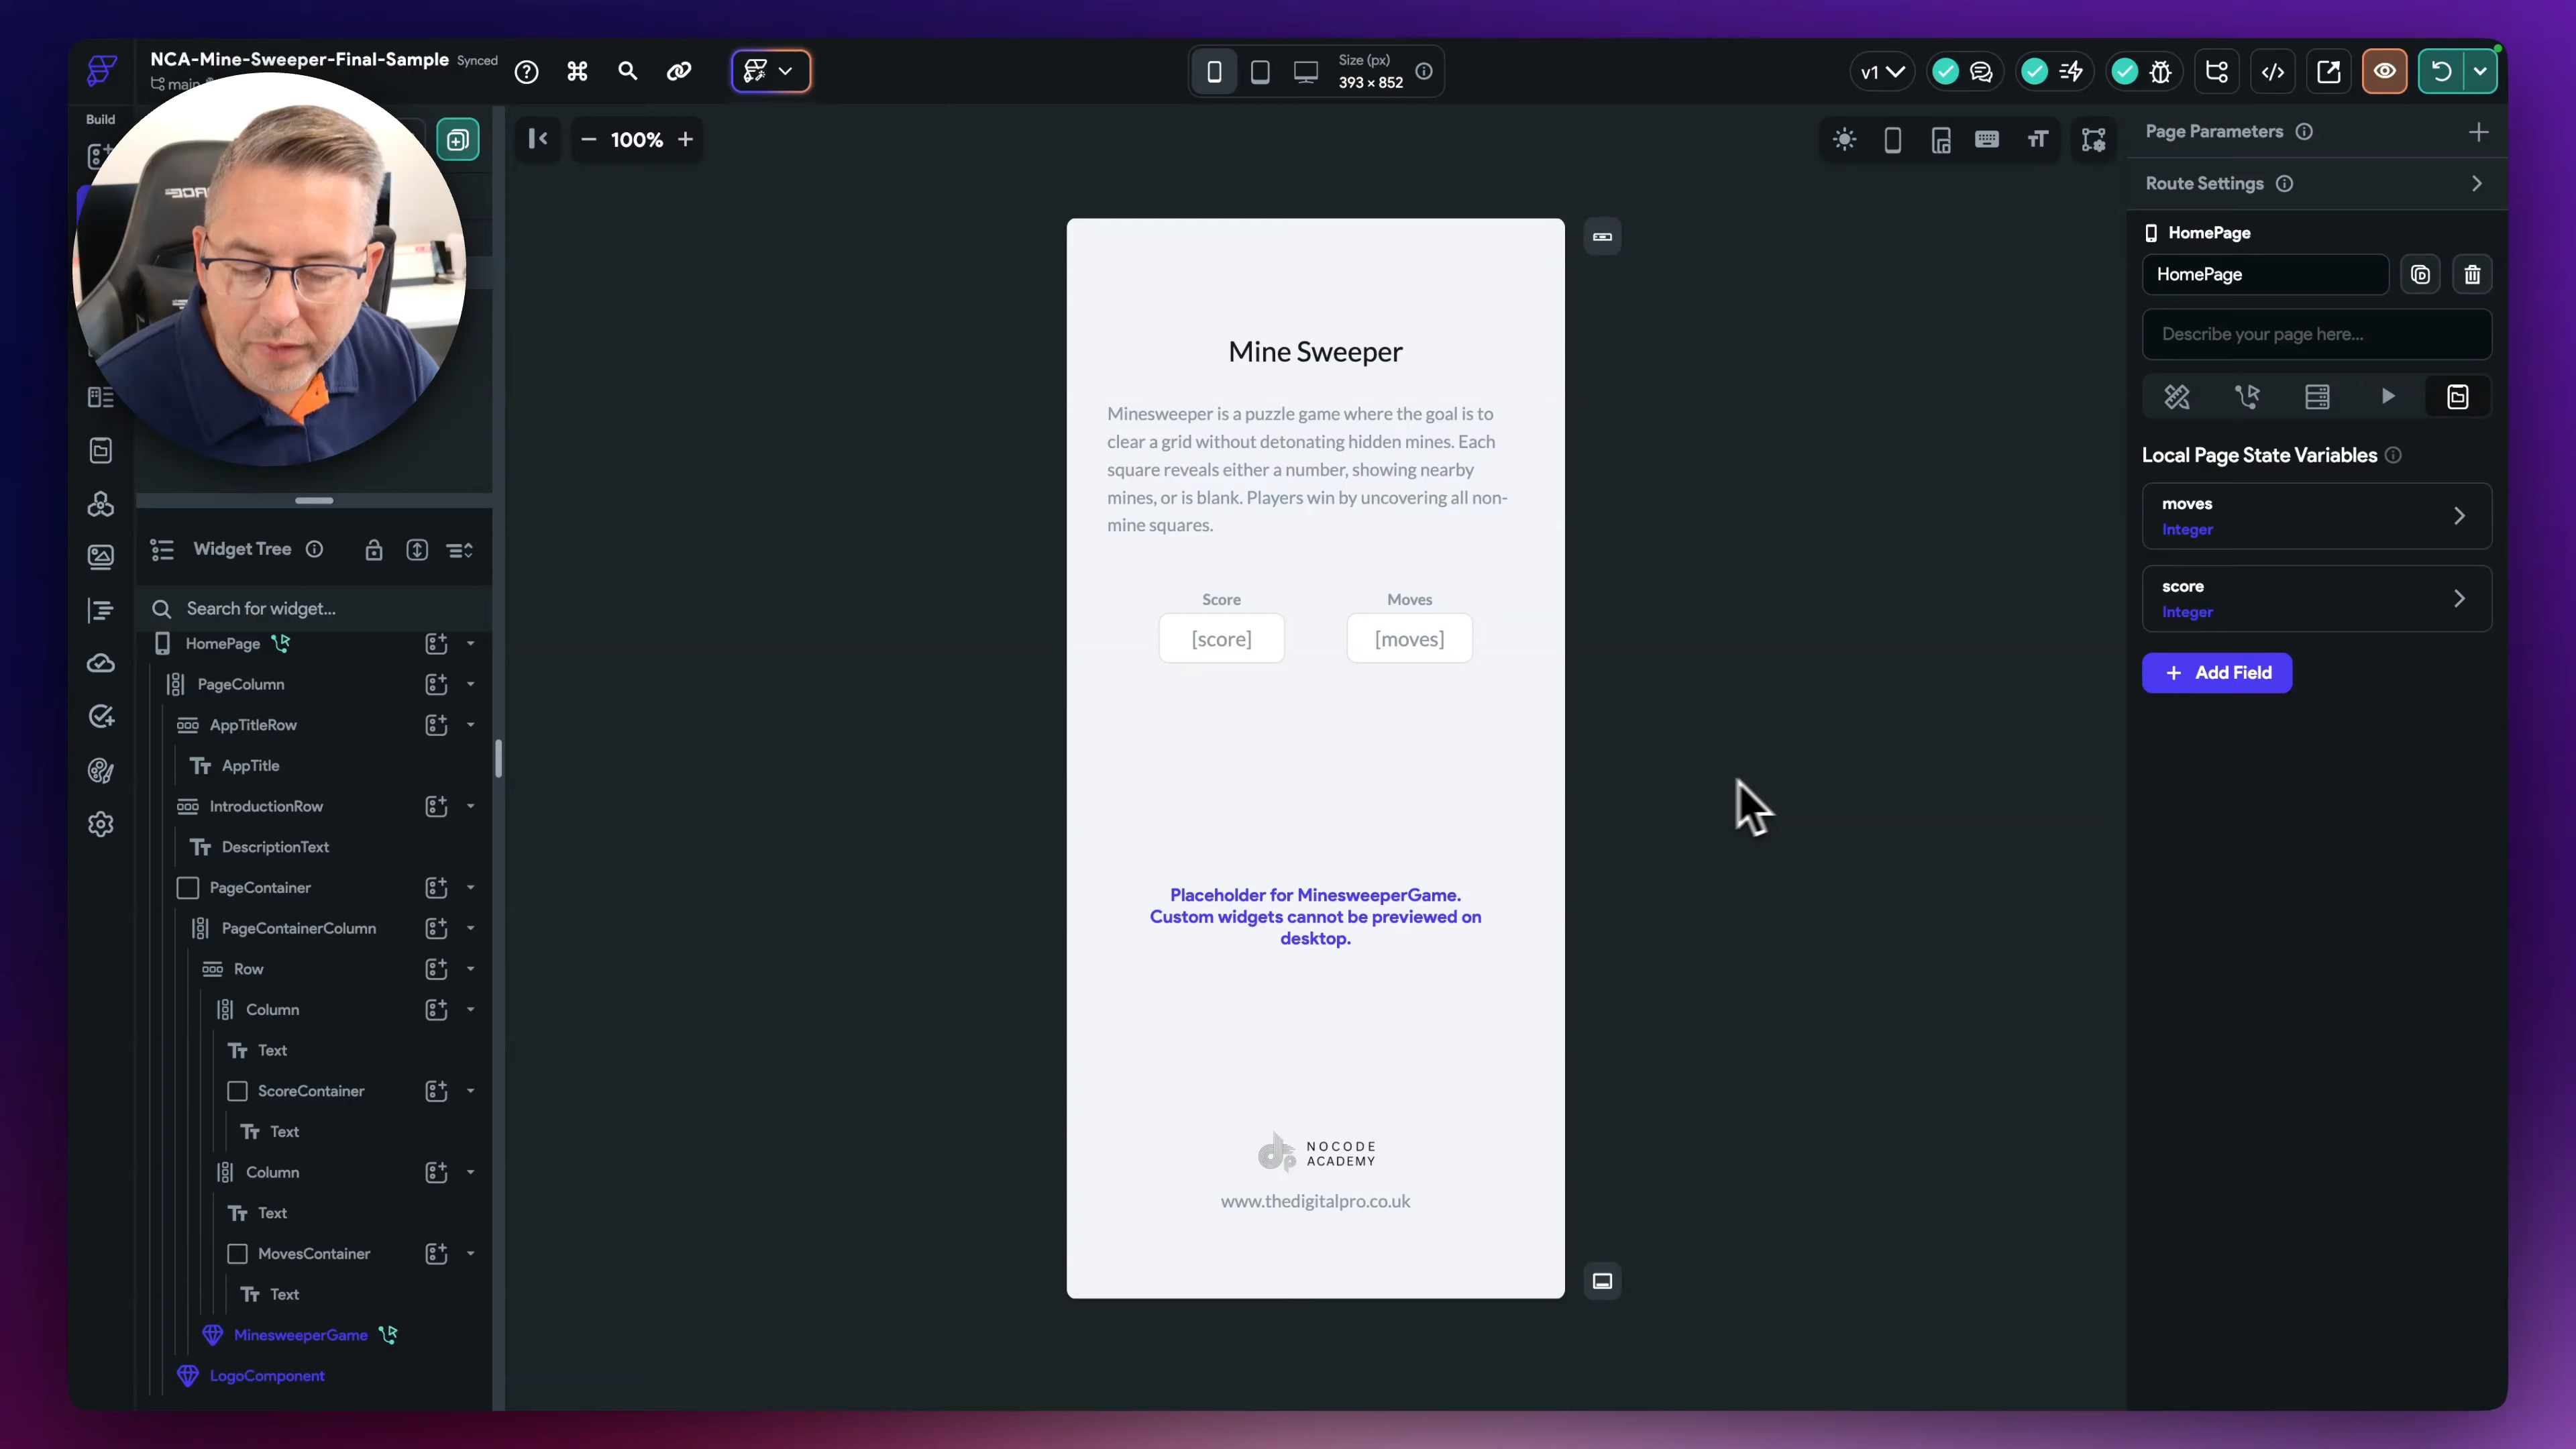 NCA-Mine-Sweeper-Final-Sample Synced
main
Size (px)
393 × 852
v1
Build
100%
Page Parameters
Route Settings
HomePage
HomePage
Describe your page here...
Local Page State Variables
moves
Integer
score
Integer
+ Add Field
Widget Tree
Search for widget...
HomePage
PageColumn
AppTitleRow
AppTitle
IntroductionRow
DescriptionText
PageContainer
PageContainerColumn
Row
Column
Text
ScoreContainer
Text
Column
Text
MovesContainer
Text
MinesweeperGame
LogoComponent
Mine Sweeper
Minesweeper is a puzzle game where the goal is to
clear a grid without detonating hidden mines. Each
square reveals either a number, showing nearby
mines, or is blank. Players win by uncovering all non-
mine squares.
Score
Moves
[score]
[moves]
Placeholder for MinesweeperGame.
Custom widgets cannot be previewed on
desktop.
NOCODE
ACADEMY
www.thedigitalpro.co.uk